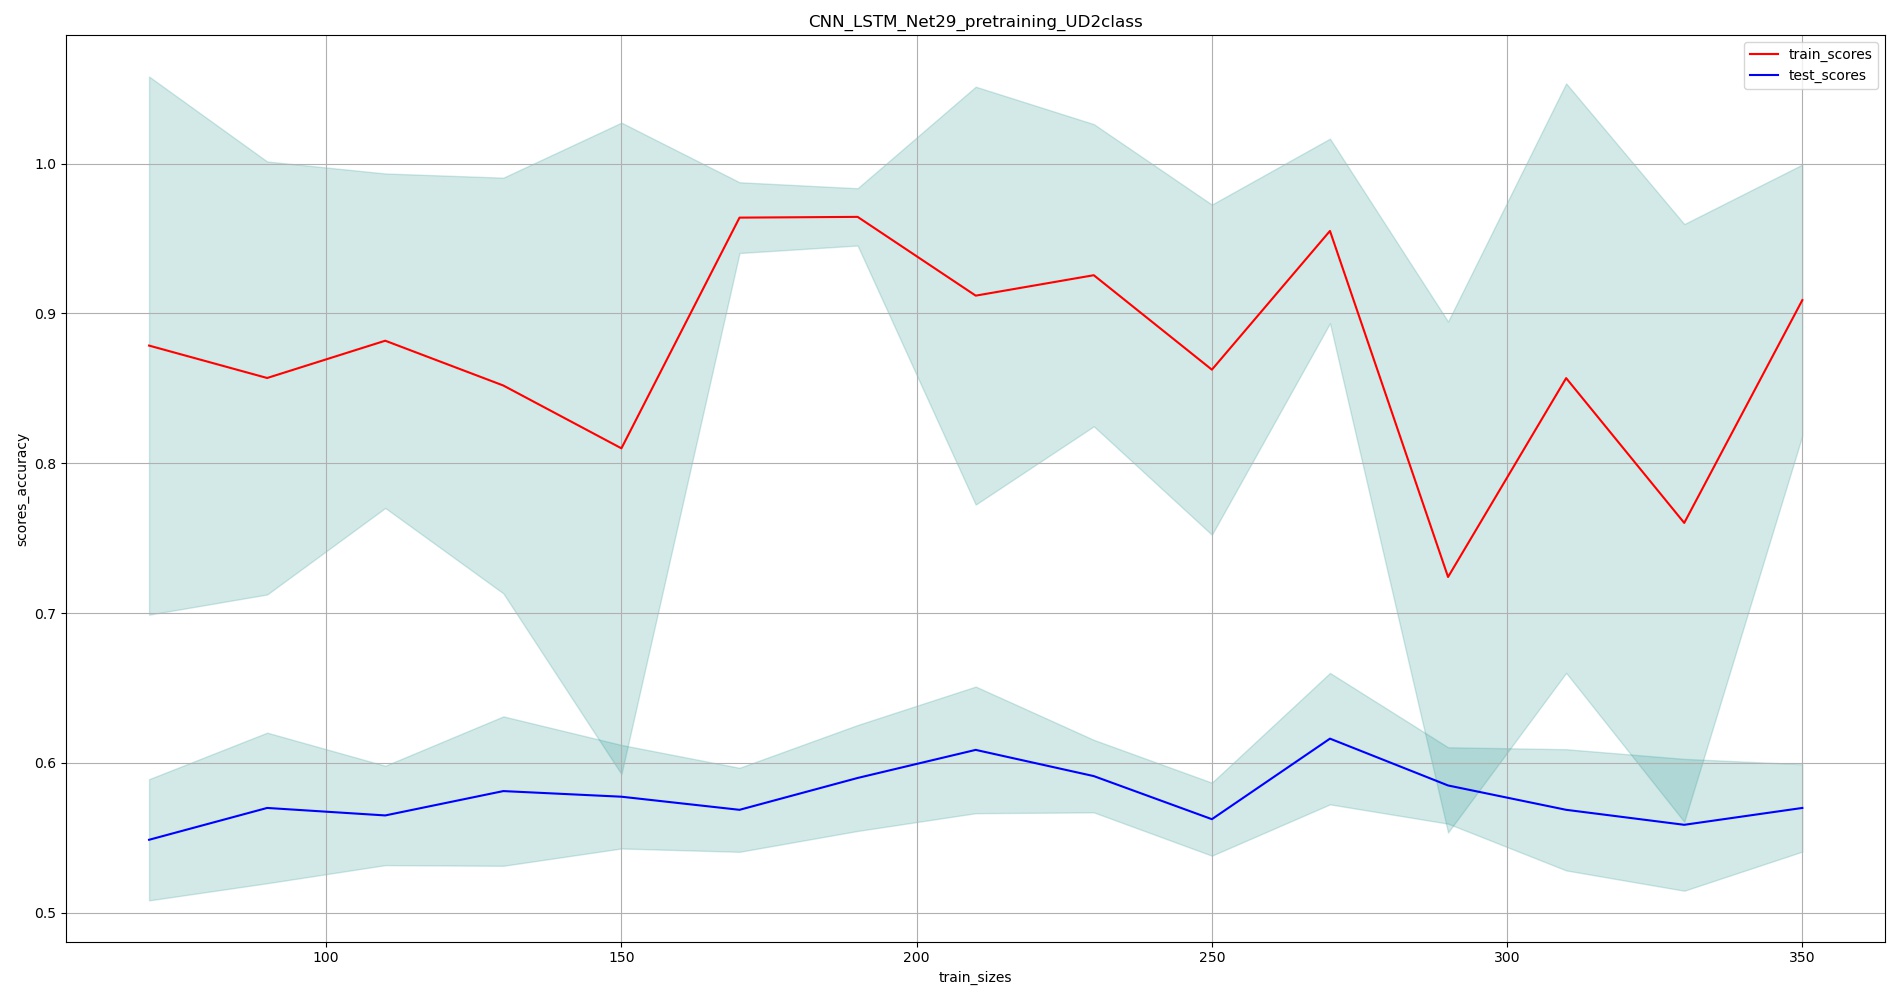 CNN_LSTM_Net29_pretraining_UD2class
train_scores
test_scores
scores_accuracy
1.0
0.9
0.8
0.7
0.6
0.5
100 150 200 250 300 350
train_sizes